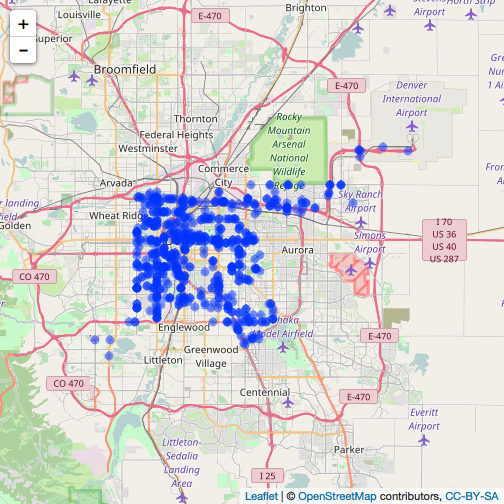 +
−
Lafayette
Brighton
Louisville
E-470
Superior
Stevens
Airport
North Strip
Airport
Broomfield
E-470
Denver
International
Airport
Thornton
Federal Heights
Westminster
Rocky
Mountain
Arsenal
National
Wildlife
Refuge
Commerce
City
Arvada
Sky Ranch
Airport
Wheat Ridge
Golden
Simons
Airport
I 70
US 36
US 40
US 287
Aurora
CO 470
Model Airfield
Englewood
E-470
Greenwood
Village
Littleton
CO 470
Centennial
E-470
Everitt
Airport
Littleton-
Sedalia
Landing
Area
Parker
I 25
Leaflet | © OpenStreetMap contributors, CC-BY-SA